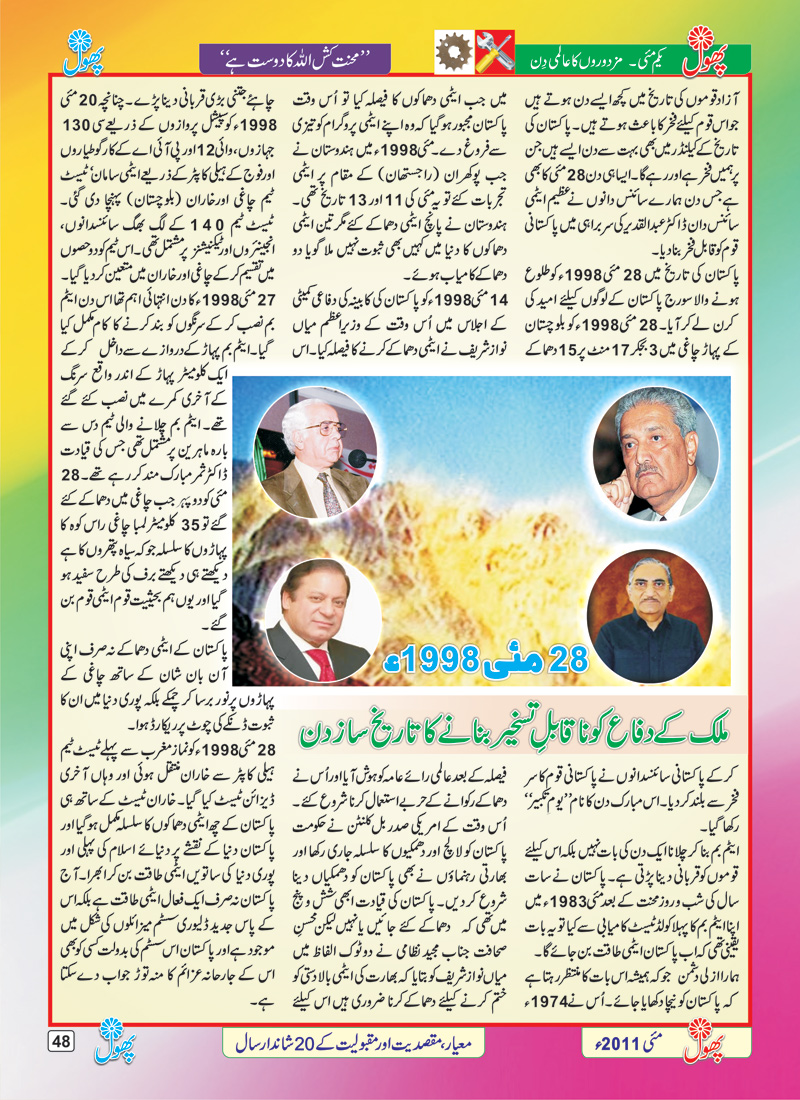 پھول
یکم مئی۔ مزدوروں کا عالمی دِن
’’محنت کش اللہ کا دوست ہے‘‘
پھول
آزاد قوموں کی تاریخ میں کچھ ایسے دن ہوتے ہیں
جو اس قوم کیلئے فخر کا باعث ہوتے ہیں۔ پاکستان کی
تاریخ کے کیلنڈر میں بھی بہت سے دن ایسے ہیں جن
پر ہمیں فخر ہے اور رہے گا۔ ایسا ہی دن 28 مئی کا بھی
ہے جس دن ہمارے سائنس دانوں نے عظیم ایٹمی
سائنس دان ڈاکٹر عبدالقدیر کی سربراہی میں پاکستانی
قوم کو قابل فخر بنا دیا۔
پاکستان کی تاریخ میں 28 مئی 1998ء کو طلوع
ہونے والا سورج پاکستان کے لوگوں کیلئے امید کی
کرن لے کر آیا۔ 28 مئی 1998ء کو بلوچستان
کے پہاڑ چاغی میں 3 بجکر 17 منٹ پر 15 دھماکے
کر کے پاکستانی سائنسدانوں نے پاکستانی قوم کا سر
فخر سے بلند کر دیا۔ اس مبارک دن کا نام ’’یوم تکبیر‘‘
رکھا گیا۔
ایٹم بم بنا کر چلانا ایک دن کی بات نہیں بلکہ اس کیلئے
قوموں کو قربانی دینا پڑتی ہے۔ پاکستان نے سات
سال کی شب و روز محنت کے بعد مئی 1983ء میں
اپنا ایٹم بم کا پہلا کولڈ ٹیسٹ کامیابی سے کیا تو یہ بات
یقینی تھی کہ اب پاکستان ایٹمی طاقت بن جائے گا۔
ہمارا ازلی دشمن جو کہ ہمیشہ اس بات کا منتظر رہتا ہے
کہ پاکستان کو نیچا دکھایا جائے۔ اُس نے 1974ء
میں جب ایٹمی دھماکوں کا فیصلہ کیا تو اُس وقت
پاکستان مجبور ہو گیا کہ وہ اپنے ایٹمی پروگرام کو تیزی
سے فروغ دے۔ مئی 1998ء میں ہندوستان نے
جب پوکھران (راجستھان) کے مقام پر ایٹمی
تجربات کئے تو یہ مئی کی 11 اور 13 تاریخ تھی۔
ہندوستان نے پانچ ایٹمی دھماکے کئے مگر تین ایٹمی
دھماکوں کا دنیا میں کہیں بھی ثبوت نہیں ملا گویا دو
دھماکے کامیاب ہوئے۔
14 مئی 1998ء کو پاکستان کی کابینہ کی دفاعی کمیٹی
کے اجلاس میں اُس وقت کے وزیراعظم میاں
نواز شریف نے ایٹمی دھماکے کرنے کا فیصلہ کیا۔ اس
فیصلہ کے بعد عالمی رائے عامہ کو ہوش آیا اور اُس نے
دھماکے رکوانے کے حربے استعمال کرنا شروع کئے۔
اُس وقت کے امریکی صدر بل کلنٹن نے حکومت
پاکستان کو لالچ اور دھمکیوں کا سلسلہ جاری رکھا اور
بھارتی رہنماؤں نے بھی پاکستان کو دھمکیاں دینا
شروع کر دیں۔ پاکستان کی قیادت ابھی شش و پنج
میں تھی کہ دھماکے کئے جائیں یا نہیں لیکن محسن
صحافت جناب مجید نظامی نے دوٹوک الفاظ میں
میاں نواز شریف کو بتایا کہ بھارت کی ایٹمی بالادستی کو
ختم کرنے کیلئے دھماکے کرنا ضروری ہیں اس کیلئے
چاہئے جتنی بڑی قربانی دینا پڑے۔ چنانچہ 20 مئی
1998ء کو سپیشل پروازوں کے ذریعے سی 130
جہازوں، وائی 12 اور پی آئی اے کے کارگو طیاروں
اور فوج کے ہیلی کاپٹر کے ذریعے ایٹمی سامان‘ ٹیسٹ
ٹیم چاغی اور خاران (بلوچستان) پہنچا دی گئی۔
ٹیسٹ ٹیم 140 کے لگ بھگ سائنسدانوں،
انجینئروں اور ٹیکنیشنز پر مشتمل تھی۔ اس ٹیم کو دو حصوں
میں تقسیم کر کے چاغی اور خاران میں متعین کر دیا گیا۔
27 مئی 1998ء کا دن انتہائی اہم تھا اس دن ایٹم
بم نصب کر کے سرنگوں کو بند کرنے کا کام مکمل کیا
گیا۔ ایٹم بم پہاڑ کے دروازے سے داخل کر کے
ایک کلومیٹر پہاڑ کے اندر واقع سرنگ
کے آخری کمرے میں نصب کئے گئے
تھے۔ ایٹم بم چلانے والی ٹیم دس سے
بارہ ماہرین پر مشتمل تھی جس کی قیادت
ڈاکٹر ثمر مبارک مند کر رہے تھے۔ 28
مئی کو دوپہر جب چاغی میں دھماکے کئے
گئے تو 35 کلومیٹر لمبا چاغی راس کوہ کا
پہاڑوں کا سلسلہ جو کہ سیاہ پتھروں کا ہے
دیکھتے ہی دیکھتے برف کی طرح سفید ہو
گیا اور یوں ہم بحیثیت قوم ایٹمی قوم بن
گئے۔
پاکستان کے ایٹمی دھماکے نہ صرف اپنی
آن بان شان کے ساتھ چاغی کے
پہاڑوں پر نور برسا کر چمکے بلکہ پوری دنیا میں ان کا
ثبوت ڈنکے کی چوٹ پر ریکارڈ ہوا۔
28 مئی 1998ء کو نماز مغرب سے پہلے ٹیسٹ ٹیم
ہیلی کاپٹر سے خاران منتقل ہوئی اور وہاں آخری
ڈیزائن ٹیسٹ کیا گیا۔ خاران ٹیسٹ کے ساتھ ہی
پاکستان کے چھ ایٹمی دھماکوں کا سلسلہ مکمل ہو گیا اور
پاکستان دنیا کے نقشے پر دنیائے اسلام کی پہلی اور
پوری دنیا کی ساتویں ایٹمی طاقت بن کر ابھرا۔ آج
پاکستان نہ صرف ایک فعال ایٹمی طاقت ہے بلکہ اس
کے پاس جدید ڈلیوری سسٹم میزائلوں کی شکل میں
موجود ہے اور پاکستان اس سسٹم کی بدولت کسی کو بھی
اس کے جارحانہ عزائم کا منہ توڑ جواب دے سکتا
ہے۔
28 مئی 1998ء
ملک کے دفاع کو ناقابلِ تسخیر بنانے کا تاریخ ساز دن
پھول
مئی 2011ء
معیار، مقصدیت اور مقبولیت کے 20 شاندار سال
پھول
48